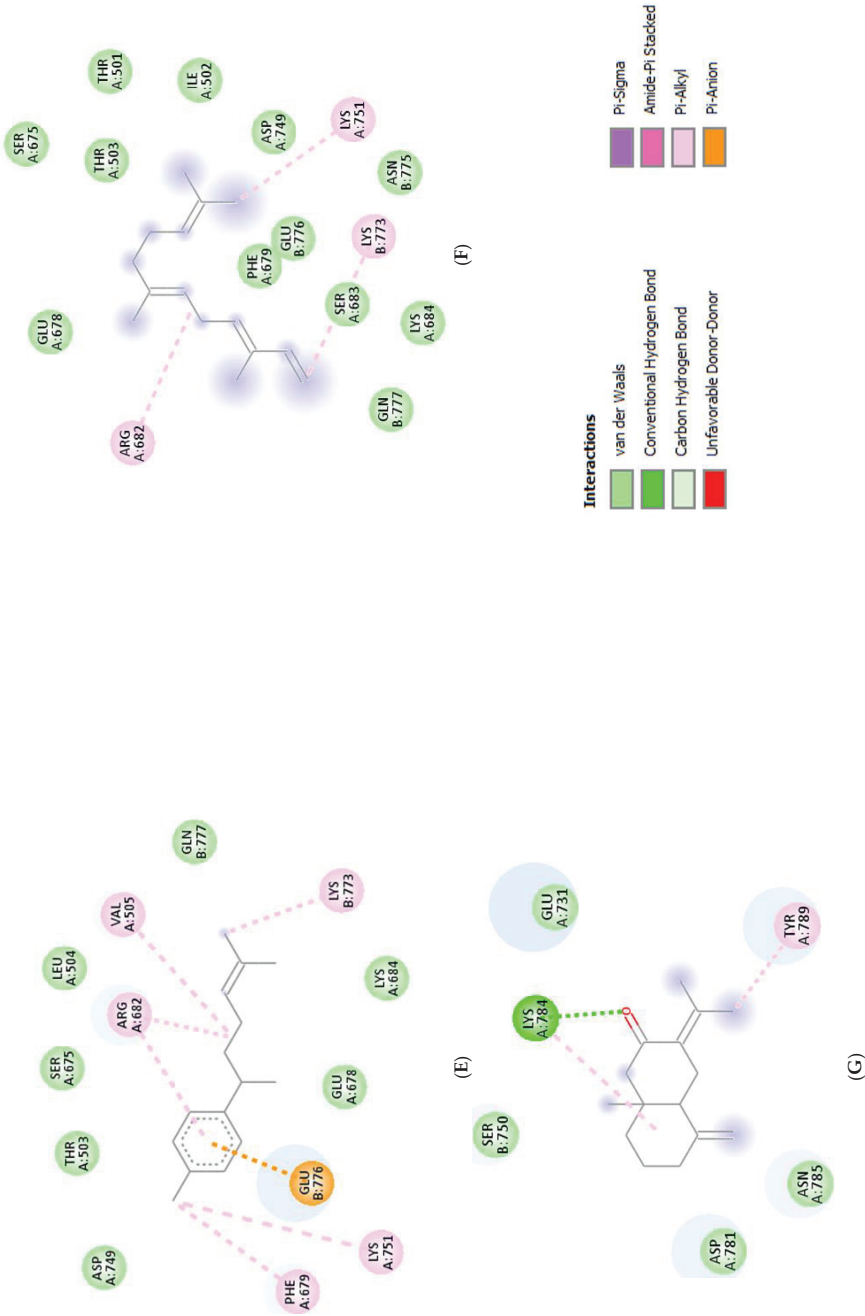 ASP
A:749
THR
A:503
SER
A:675
ARG
A:682
LEU
A:504
VAL
A:505
GLN
B:777
PHE
A:679
LYS
A:751
GLU
B:776
GLU
A:678
LYS
A:684
LYS
B:773
(E)
GLU
A:678
SER
A:675
THR
A:503
THR
A:501
ILE
A:502
ARG
A:682
PHE
A:679
GLU
B:776
ASP
A:749
LYS
A:751
GLN
B:777
SER
A:683
LYS
B:773
ASN
B:775
LYS
A:684
(F)
SER
A:750
LYS
A:784
GLU
A:731
O
ASP
A:781
ASN
A:785
TYR
A:789
(G)
Interactions
van der Waals
Conventional Hydrogen Bond
Carbon Hydrogen Bond
Unfavorable Donor-Donor
Pi-Sigma
Amide-Pi Stacked
Pi-Alkyl
Pi-Anion